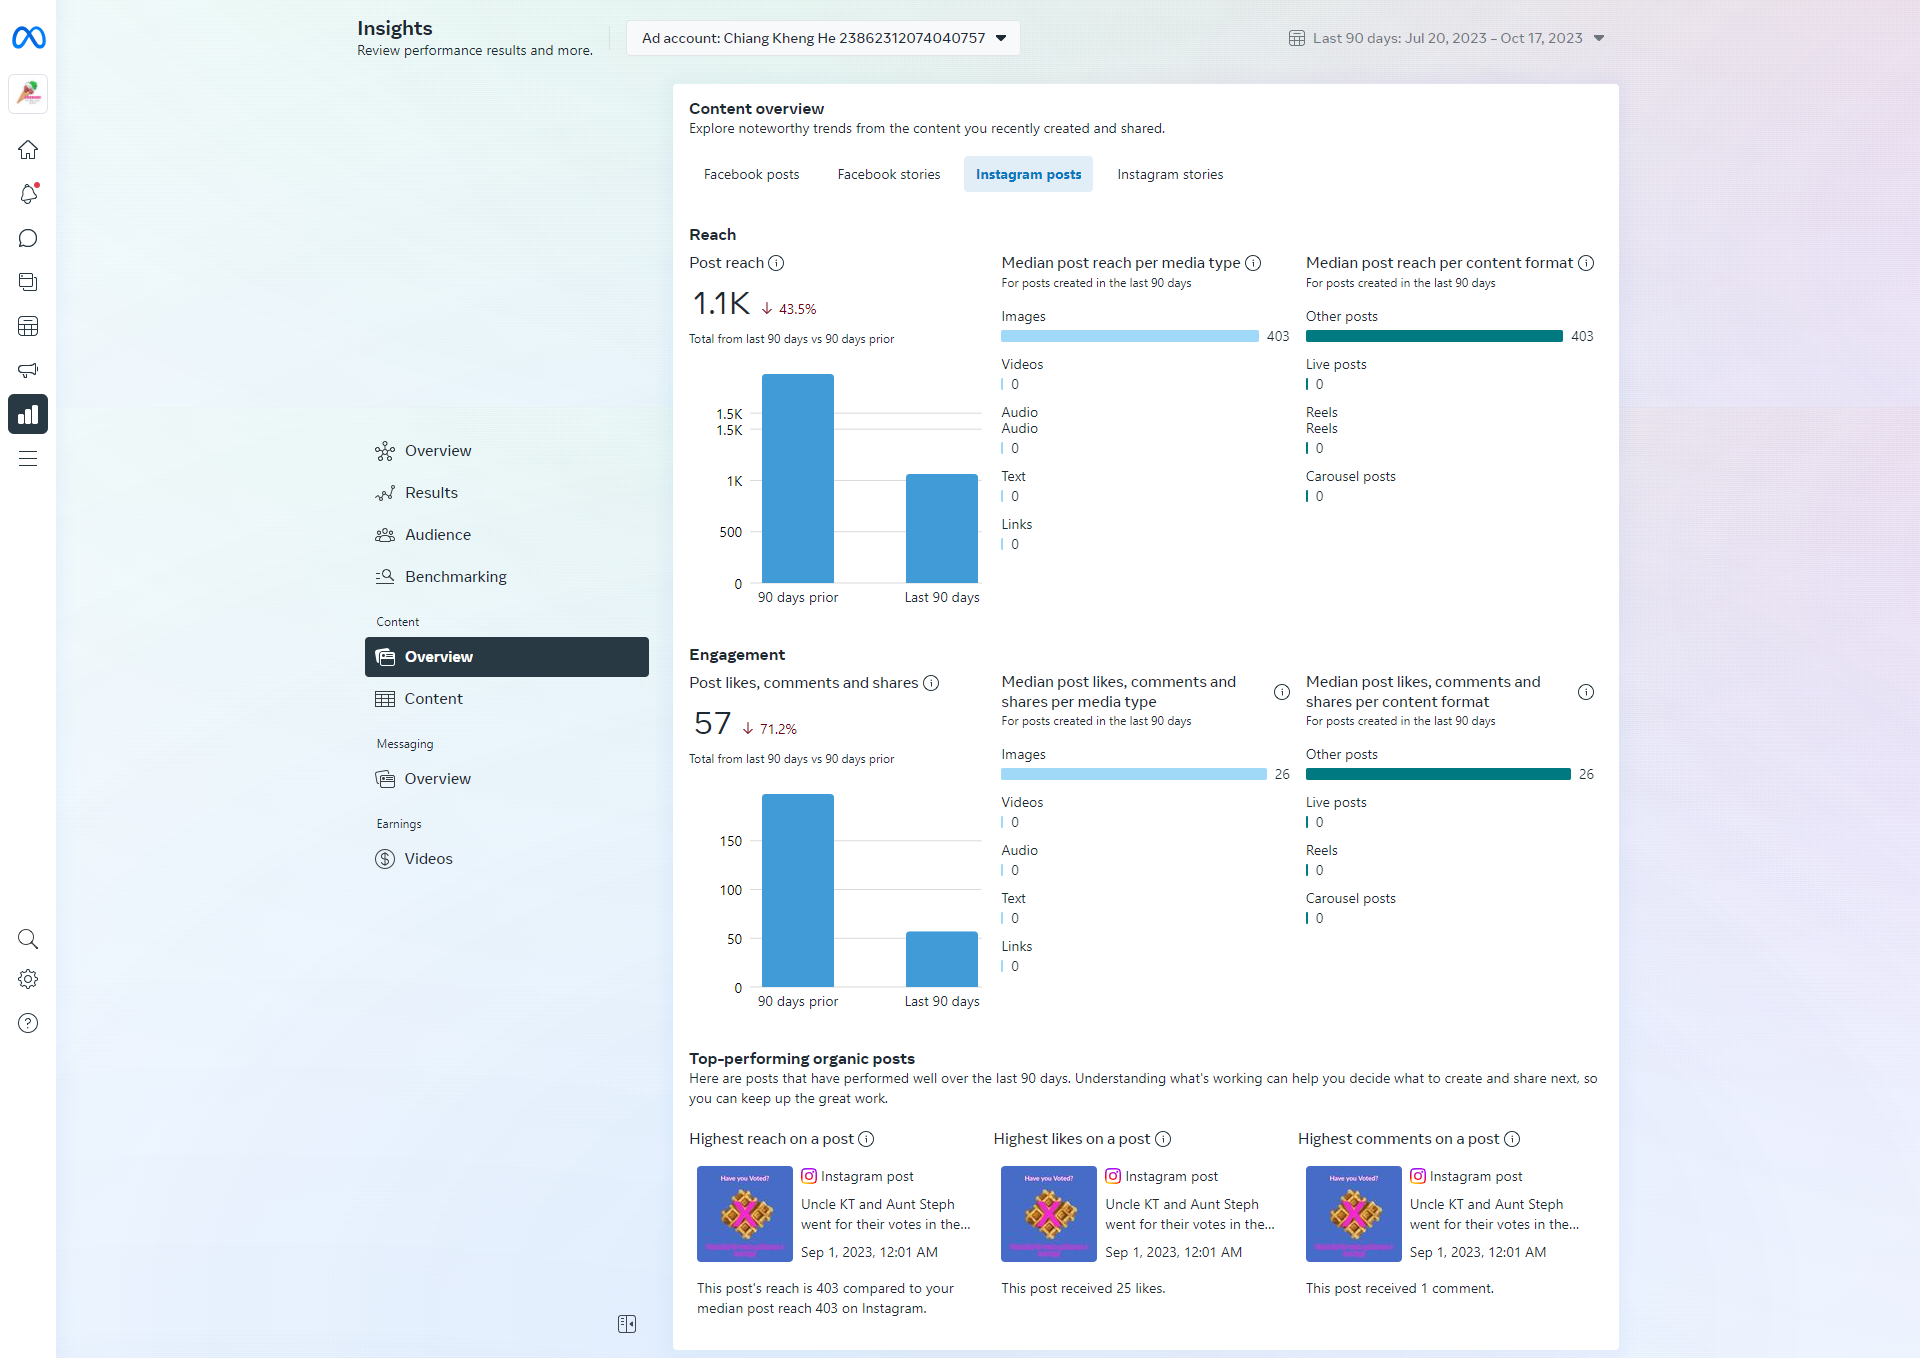 Insights
Review performance results and more.
Ad account: Chiang Kheng He 23862312074040757
Last 90 days: Jul 20, 2023 – Oct 17, 2023
Overview
Results
Audience
Benchmarking
Content
Overview
Content
Messaging
Overview
Earnings
Videos
Content overview
Explore noteworthy trends from the content you recently created and shared.
Facebook posts
Facebook stories
Instagram posts
Instagram stories
Reach
Post reach
1.1K
43.5%
Total from last 90 days vs 90 days prior
1.5K
1.5K
1K
500
0
90 days prior
Last 90 days
Median post reach per media type
For posts created in the last 90 days
Images
403
Videos
0
Audio
Audio
0
Text
0
Links
0
Median post reach per content format
For posts created in the last 90 days
Other posts
403
Live posts
0
Reels
Reels
0
Carousel posts
0
Engagement
Post likes, comments and shares
57
71.2%
Total from last 90 days vs 90 days prior
150
100
50
0
90 days prior
Last 90 days
Median post likes, comments and
shares per media type
For posts created in the last 90 days
Images
26
Videos
0
Audio
0
Text
0
Links
0
Median post likes, comments and
shares per content format
For posts created in the last 90 days
Other posts
26
Live posts
0
Reels
0
Carousel posts
0
Top-performing organic posts
Here are posts that have performed well over the last 90 days. Understanding what's working can help you decide what to create and share next, so
you can keep up the great work.
Highest reach on a post
Have you Voted?
Instagram post
Uncle KT and Aunt Steph
went for their votes in the...
Sep 1, 2023, 12:01 AM
This post's reach is 403 compared to your
median post reach 403 on Instagram.
Highest likes on a post
Have you Voted?
Instagram post
Uncle KT and Aunt Steph
went for their votes in the...
Sep 1, 2023, 12:01 AM
This post received 25 likes.
Highest comments on a post
Have you Voted?
Instagram post
Uncle KT and Aunt Steph
went for their votes in the...
Sep 1, 2023, 12:01 AM
This post received 1 comment.